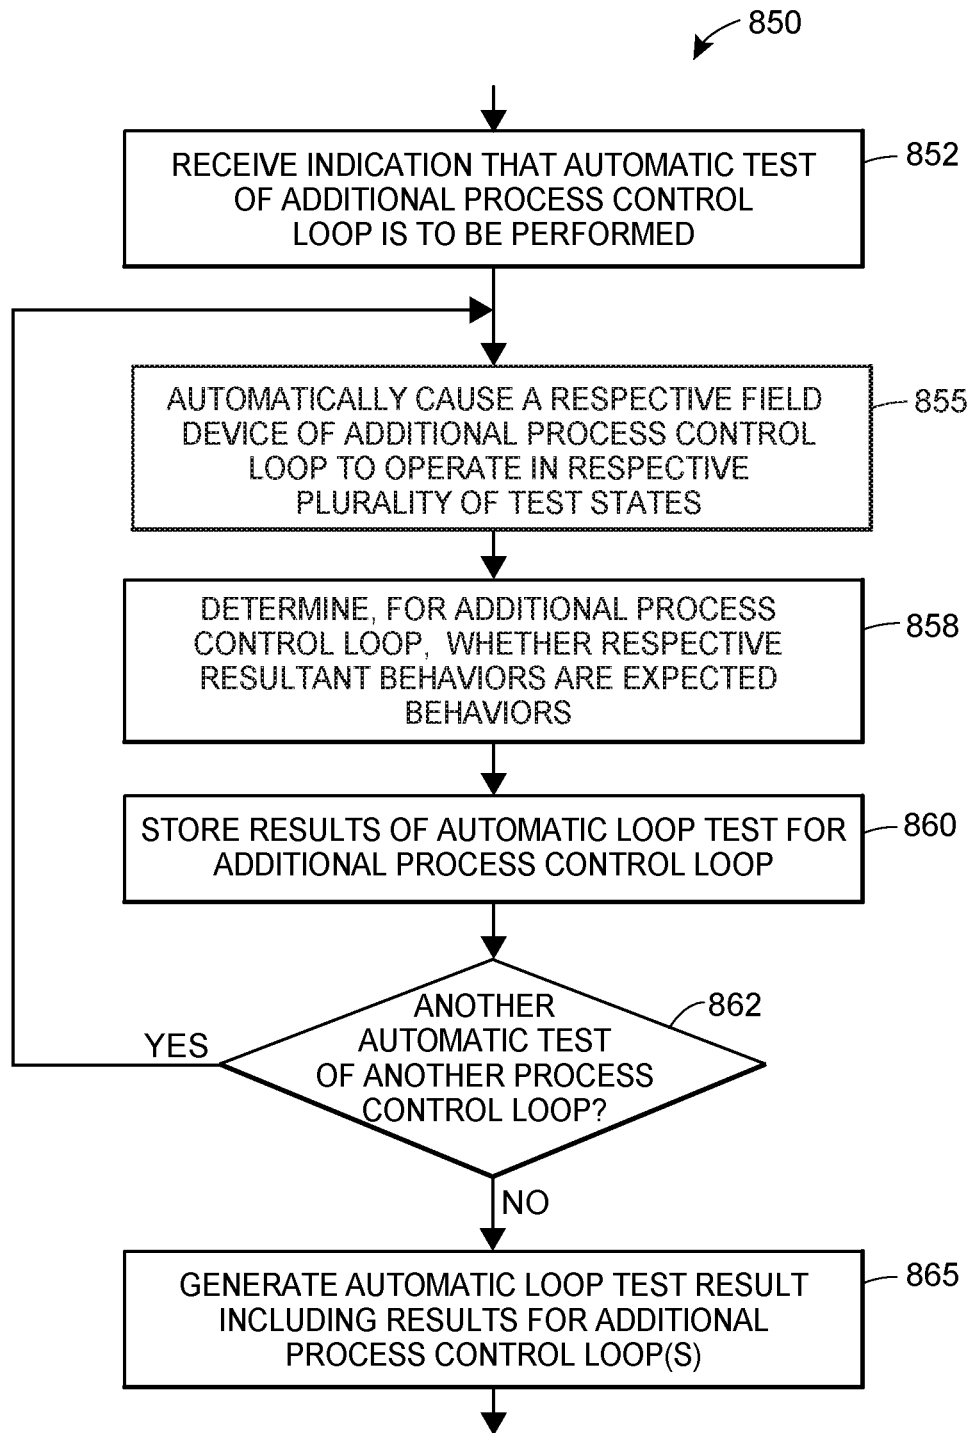 850
RECEIVE INDICATION THAT AUTOMATIC TEST
OF ADDITIONAL PROCESS CONTROL
LOOP IS TO BE PERFORMED
852
AUTOMATICALLY CAUSE A RESPECTIVE FIELD
DEVICE OF ADDITIONAL PROCESS CONTROL
LOOP TO OPERATE IN RESPECTIVE
PLURALITY OF TEST STATES
855
DETERMINE, FOR ADDITIONAL PROCESS
CONTROL LOOP, WHETHER RESPECTIVE
RESULTANT BEHAVIORS ARE EXPECTED
BEHAVIORS
858
STORE RESULTS OF AUTOMATIC LOOP TEST FOR
ADDITIONAL PROCESS CONTROL LOOP
860
ANOTHER
AUTOMATIC TEST
OF ANOTHER PROCESS
CONTROL LOOP?
862
YES
NO
GENERATE AUTOMATIC LOOP TEST RESULT
INCLUDING RESULTS FOR ADDITIONAL
PROCESS CONTROL LOOP(S)
865